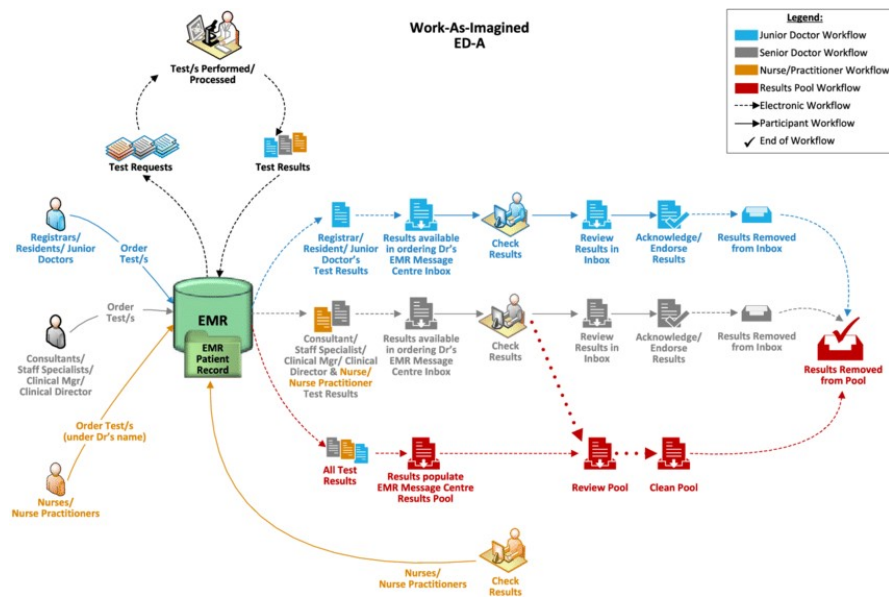 Work-As-Imagined
ED-A
Legend:
Junior Doctor Workflow
Senior Doctor Workflow
Nurse/Practitioner Workflow
Results Pool Workflow
Electronic Workflow
Participant Workflow
End of Workflow
Test/s Performed/
Processed
Test Requests
Test Results
Registrars/
Residents/ Junior
Doctors
Order
Test/s
Registrar/
Resident/ Junior
Doctor's
Test Results
Results available
in ordering Dr's
EMR Message
Centre Inbox
Check
Results
Review
Results in
Inbox
Acknowledge/
Endorse
Results
Results Removed
from Inbox
Order
Test/s
EMR
EMR
Patient
Record
Consultants/
Staff Specialists/
Clinical Mgr/
Clinical Director
Consultant/
Staff Specialist/
Clinical Mgr/ Clinical
Director & Nurse/
Nurse Practitioner
Test Results
Results available
in ordering Dr's
EMR Message
Centre Inbox
Check
Results
Review
Results in
Inbox
Acknowledge/
Endorse
Results
Results Removed
from Inbox
Results Removed
from Pool
Order Test/s
(under Dr's name)
Nurses/
Nurse Practitioners
All Test
Results
Results populate
EMR Message Centre
Results Pool
Review Pool
Clean Pool
Nurses/
Nurse Practitioners
Check
Results